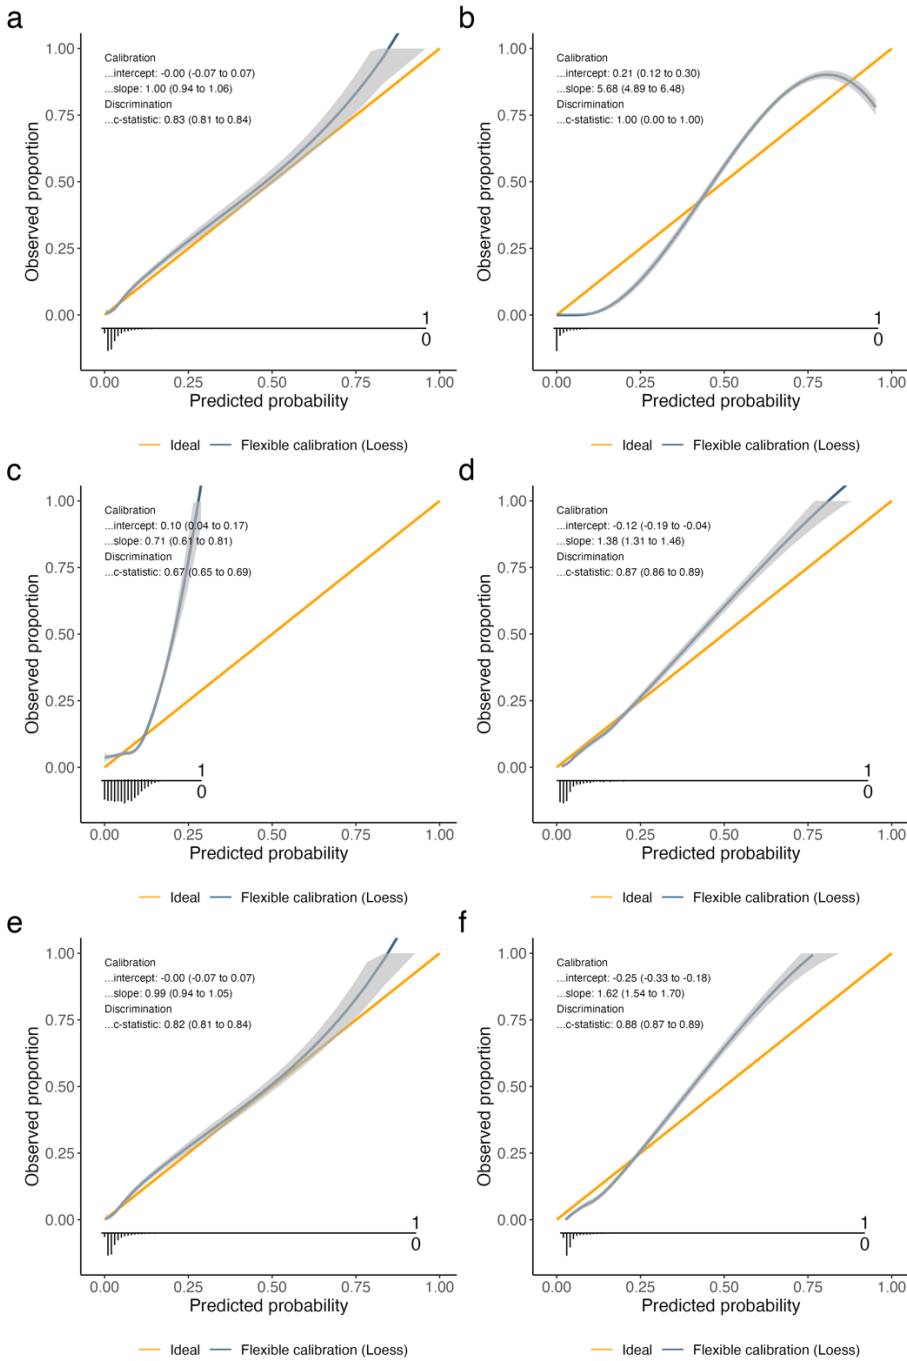 a
Calibration
...intercept: -0.00 (-0.07 to 0.07)
...slope: 1.00 (0.94 to 1.06)
Discrimination
...c-statistic: 0.83 (0.81 to 0.84)
1.00
0.75
0.50
0.25
0.00
Observed proportion
1
0
0.00 0.25 0.50 0.75 1.00
Predicted probability
Ideal Flexible calibration (Loess)
b
Calibration
...intercept: 0.21 (0.12 to 0.30)
...slope: 5.68 (4.89 to 6.48)
Discrimination
...c-statistic: 1.00 (0.00 to 1.00)
1.00
0.75
0.50
0.25
0.00
Observed proportion
1
0
0.00 0.25 0.50 0.75 1.00
Predicted probability
Ideal Flexible calibration (Loess)
c
Calibration
...intercept: 0.10 (0.04 to 0.17)
...slope: 0.71 (0.61 to 0.81)
Discrimination
...c-statistic: 0.67 (0.65 to 0.69)
1.00
0.75
0.50
0.25
0.00
Observed proportion
1
0
0.00 0.25 0.50 0.75 1.00
Predicted probability
Ideal Flexible calibration (Loess)
d
Calibration
...intercept: -0.12 (-0.19 to -0.04)
...slope: 1.38 (1.31 to 1.46)
Discrimination
...c-statistic: 0.87 (0.86 to 0.89)
1.00
0.75
0.50
0.25
0.00
Observed proportion
1
0
0.00 0.25 0.50 0.75 1.00
Predicted probability
Ideal Flexible calibration (Loess)
e
Calibration
...intercept: -0.00 (-0.07 to 0.07)
...slope: 0.99 (0.94 to 1.05)
Discrimination
...c-statistic: 0.82 (0.81 to 0.84)
1.00
0.75
0.50
0.25
0.00
Observed proportion
1
0
0.00 0.25 0.50 0.75 1.00
Predicted probability
Ideal Flexible calibration (Loess)
f
Calibration
...intercept: -0.25 (-0.33 to -0.18)
...slope: 1.62 (1.54 to 1.70)
Discrimination
...c-statistic: 0.88 (0.87 to 0.89)
1.00
0.75
0.50
0.25
0.00
Observed proportion
1
0
0.00 0.25 0.50 0.75 1.00
Predicted probability
Ideal Flexible calibration (Loess)